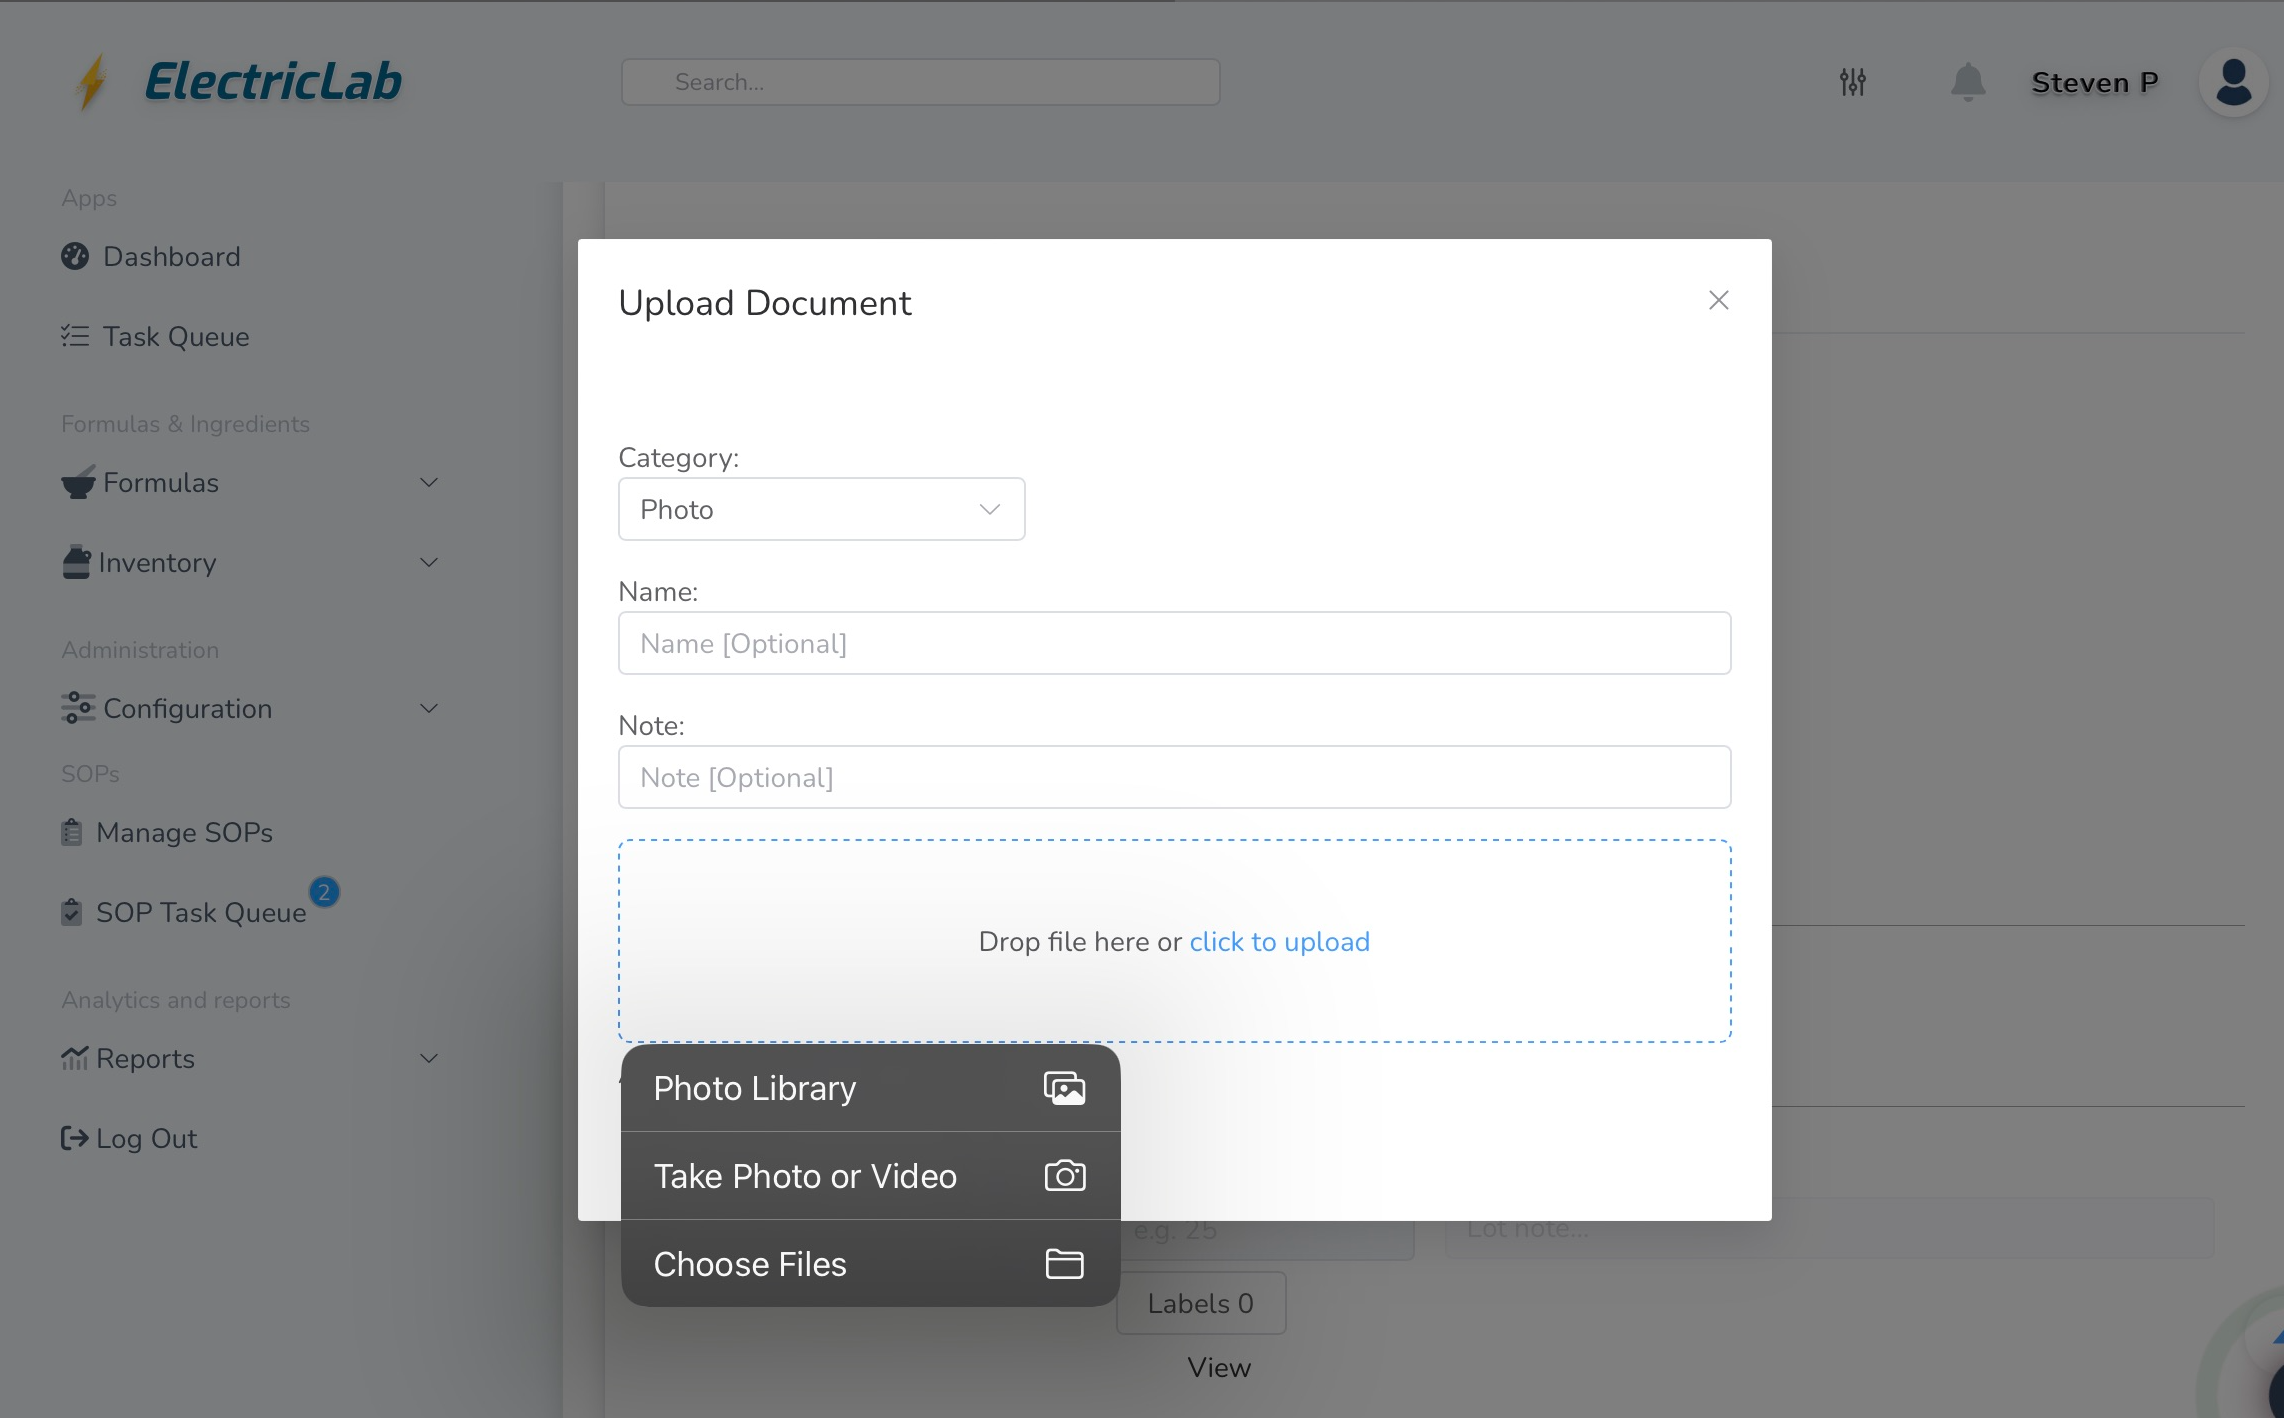 ElectricLab
Search...
Steven P
Apps
Dashboard
Task Queue
Formulas & Ingredients
Formulas
Inventory
Administration
Configuration
SOPs
Manage SOPs
SOP Task Queue 2
Analytics and reports
Reports
Log Out
Upload Document
Category:
Photo
Name:
Name [Optional]
Note:
Note [Optional]
Drop file here or click to upload
Photo Library
Take Photo or Video
Choose Files
e.g. 25
Lot note...
Labels 0
View